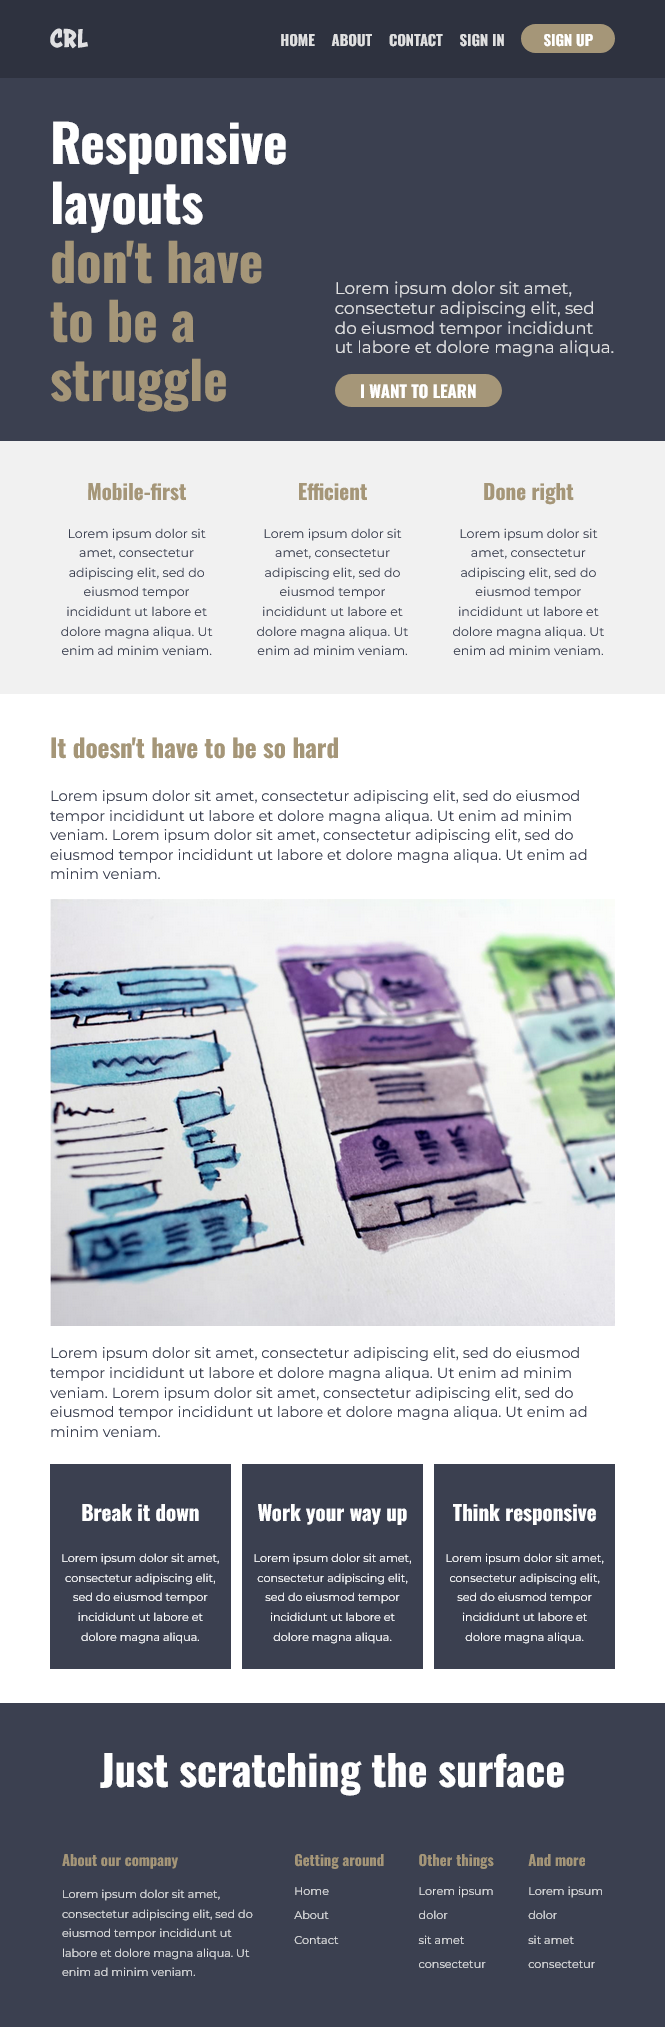 CRL
HOME ABOUT CONTACT SIGN IN SIGN UP
Responsive
layouts
don't have
to be a
struggle
Lorem ipsum dolor sit amet,
consectetur adipiscing elit, sed
do eiusmod tempor incididunt
ut labore et dolore magna aliqua.
I WANT TO LEARN
Mobile-first
Lorem ipsum dolor sit
amet, consectetur
adipiscing elit, sed do
eiusmod tempor
incididunt ut labore et
dolore magna aliqua. Ut
enim ad minim veniam.
Efficient
Lorem ipsum dolor sit
amet, consectetur
adipiscing elit, sed do
eiusmod tempor
incididunt ut labore et
dolore magna aliqua. Ut
enim ad minim veniam.
Done right
Lorem ipsum dolor sit
amet, consectetur
adipiscing elit, sed do
eiusmod tempor
incididunt ut labore et
dolore magna aliqua. Ut
enim ad minim veniam.
It doesn't have to be so hard
Lorem ipsum dolor sit amet, consectetur adipiscing elit, sed do eiusmod
tempor incididunt ut labore et dolore magna aliqua. Ut enim ad minim
veniam. Lorem ipsum dolor sit amet, consectetur adipiscing elit, sed do
eiusmod tempor incididunt ut labore et dolore magna aliqua. Ut enim ad
minim veniam.
Lorem ipsum dolor sit amet, consectetur adipiscing elit, sed do eiusmod
tempor incididunt ut labore et dolore magna aliqua. Ut enim ad minim
veniam. Lorem ipsum dolor sit amet, consectetur adipiscing elit, sed do
eiusmod tempor incididunt ut labore et dolore magna aliqua. Ut enim ad
minim veniam.
Break it down
Lorem ipsum dolor sit amet,
consectetur adipiscing elit,
sed do eiusmod tempor
incididunt ut labore et
dolore magna aliqua.
Work your way up
Lorem ipsum dolor sit amet,
consectetur adipiscing elit,
sed do eiusmod tempor
incididunt ut labore et
dolore magna aliqua.
Think responsive
Lorem ipsum dolor sit amet,
consectetur adipiscing elit,
sed do eiusmod tempor
incididunt ut labore et
dolore magna aliqua.
Just scratching the surface
About our company
Lorem ipsum dolor sit amet,
consectetur adipiscing elit, sed do
eiusmod tempor incididunt ut
labore et dolore magna aliqua. Ut
enim ad minim veniam.
Getting around
Home
About
Contact
Other things
Lorem ipsum
dolor
sit amet
consectetur
And more
Lorem ipsum
dolor
sit amet
consectetur